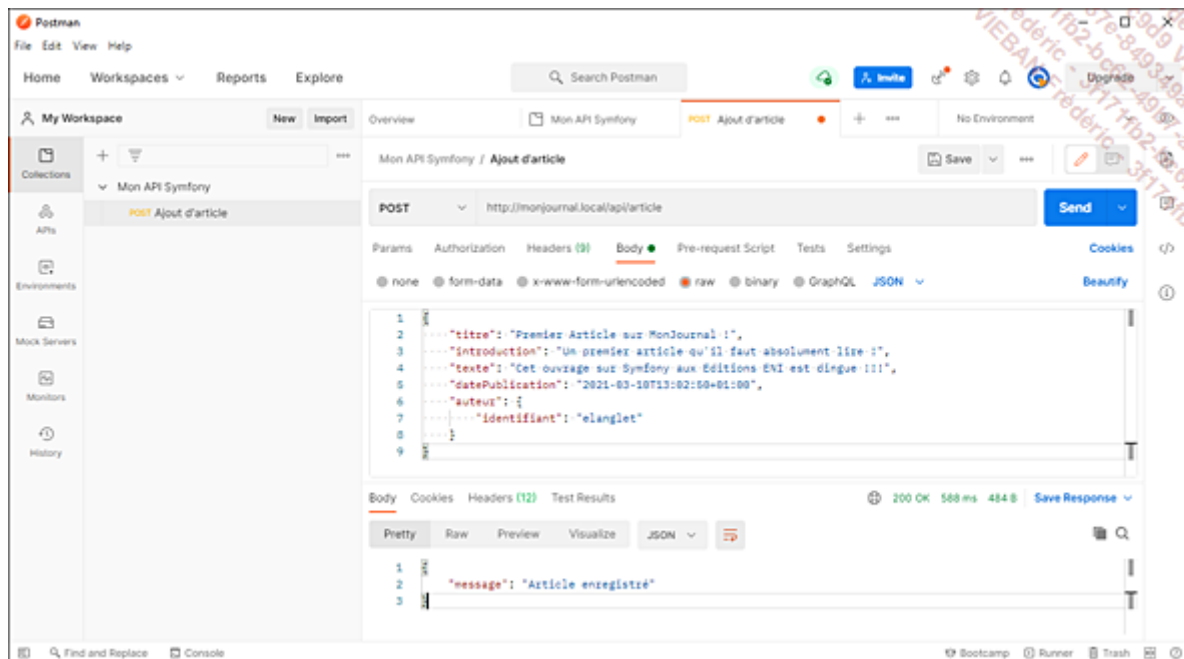 Postman
File Edit View Help
Home Workspaces Reports Explore Search Postman Invite Upgrade
My Workspace New Import Overview Mon API Symfony POST Ajout d'article No Environment
Collections
Mon API Symfony / Ajout d'article Save
Mon API Symfony
POST Ajout d'article
POST http://monjournal.local/api/article Send
APIs
Params Authorization Headers (9) Body Pre-request Script Tests Settings Cookies
Environments
none form-data x-www-form-urlencoded raw binary GraphQL JSON Beautify
Mock Servers
Monitors
History
1 {
2 "titre": "Premier Article sur MonJournal !",
3 "introduction": "Un premier article qu'il faut absolument lire !",
4 "texte": "Cet ouvrage sur Symfony aux Editions ENI est dingue !!!",
5 "datePublication": "2021-03-10T13:02:50+01:00",
6 "auteur": {
7 "identifiant": "elanglet"
8 }
9 }
Body Cookies Headers (12) Test Results 200 OK 588 ms 484 B Save Response
Pretty Raw Preview Visualize JSON
1 {
2 "message": "Article enregistré"
3 }
Find and Replace Console Bootcamp Runner Trash